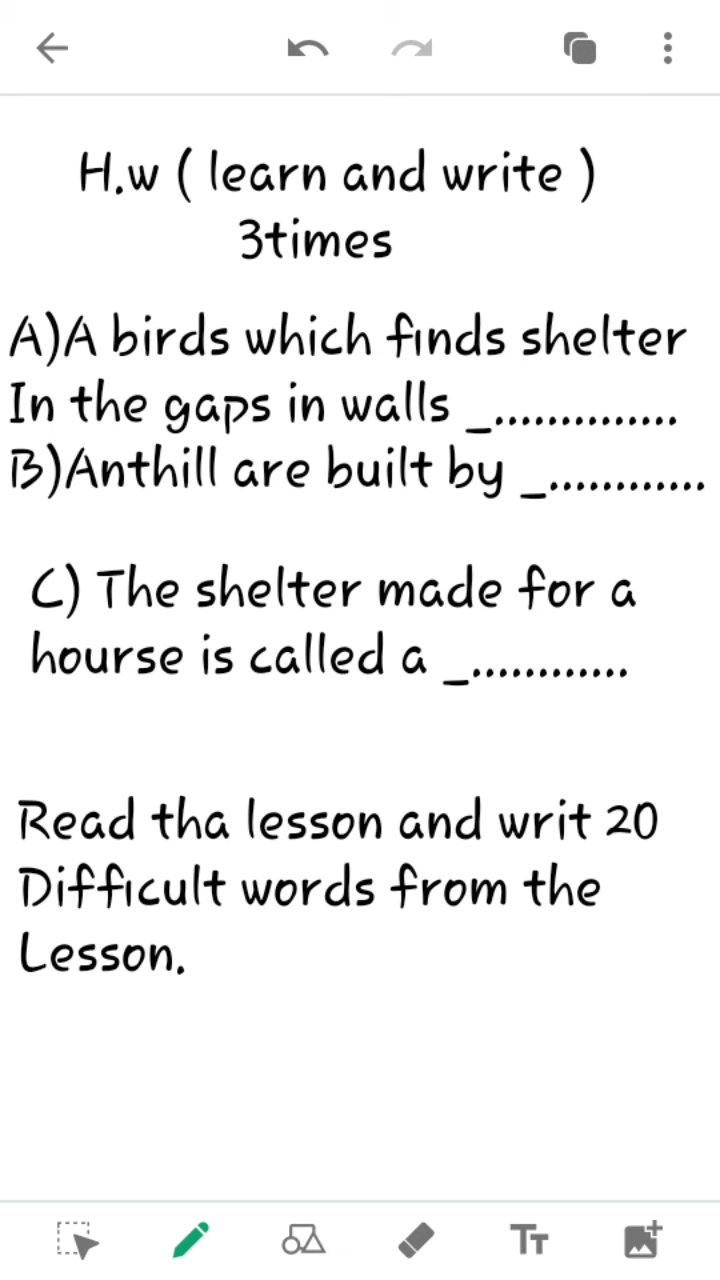 H.w ( learn and write )
3times
A)A birds which finds shelter
In the gaps in walls _..............
B)Anthill are built by _............
C) The shelter made for a
hourse is called a _............
Read tha lesson and writ 20
Difficult words from the
Lesson.
TT